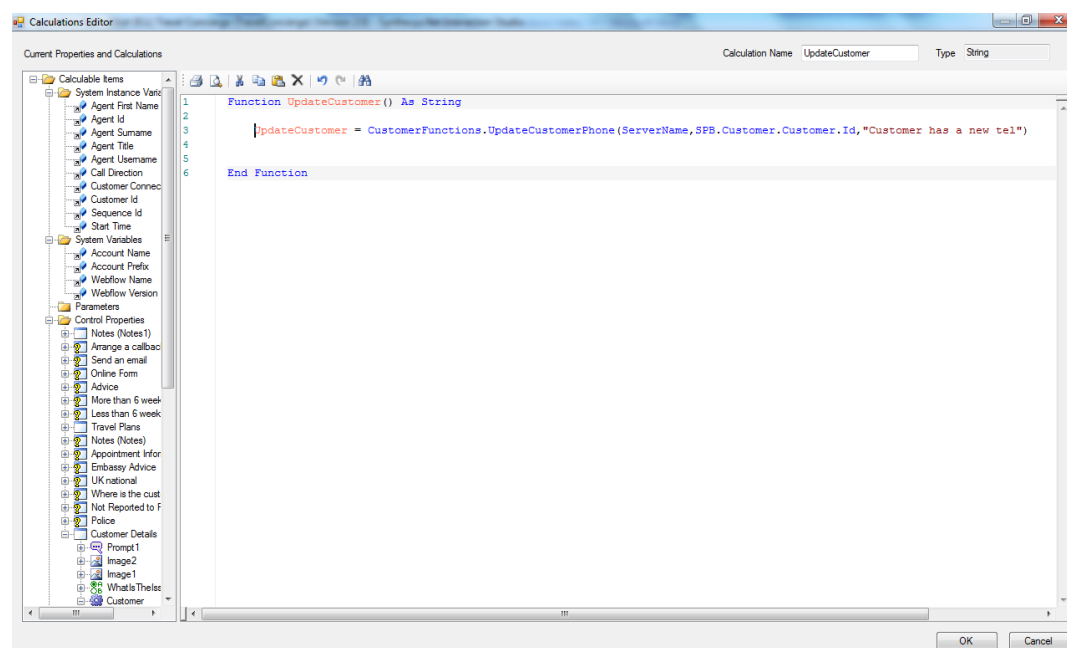 Calculations Editor
Current Properties and Calculations
Calculation Name UpdateCustomer Type String
Calculable Items
System Instance Varia
Agent First Name
Agent Id
Agent Surname
Agent Title
Agent Username
Call Direction
Customer Connec
Customer Id
Sequence Id
Start Time
System Variables
Account Name
Account Prefix
Webflow Name
Webflow Version
Parameters
Control Properties
Notes (Notes1)
Arrange a callbac
Send an email
Online Form
Advice
More than 6 week
Less than 6 week
Travel Plans
Notes (Notes)
Appointment Infor
Embassy Advice
UK national
Where is the cust
Not Reported to F
Police
Customer Details
Prompt1
Image2
Image1
WhatIsTheIss
Customer
1 Function UpdateCustomer() As String
2
3 UpdateCustomer = CustomerFunctions.UpdateCustomerPhone(ServerName,SPB.Customer.Customer.Id,"Customer has a new tel")
4
5
6 End Function
OK Cancel